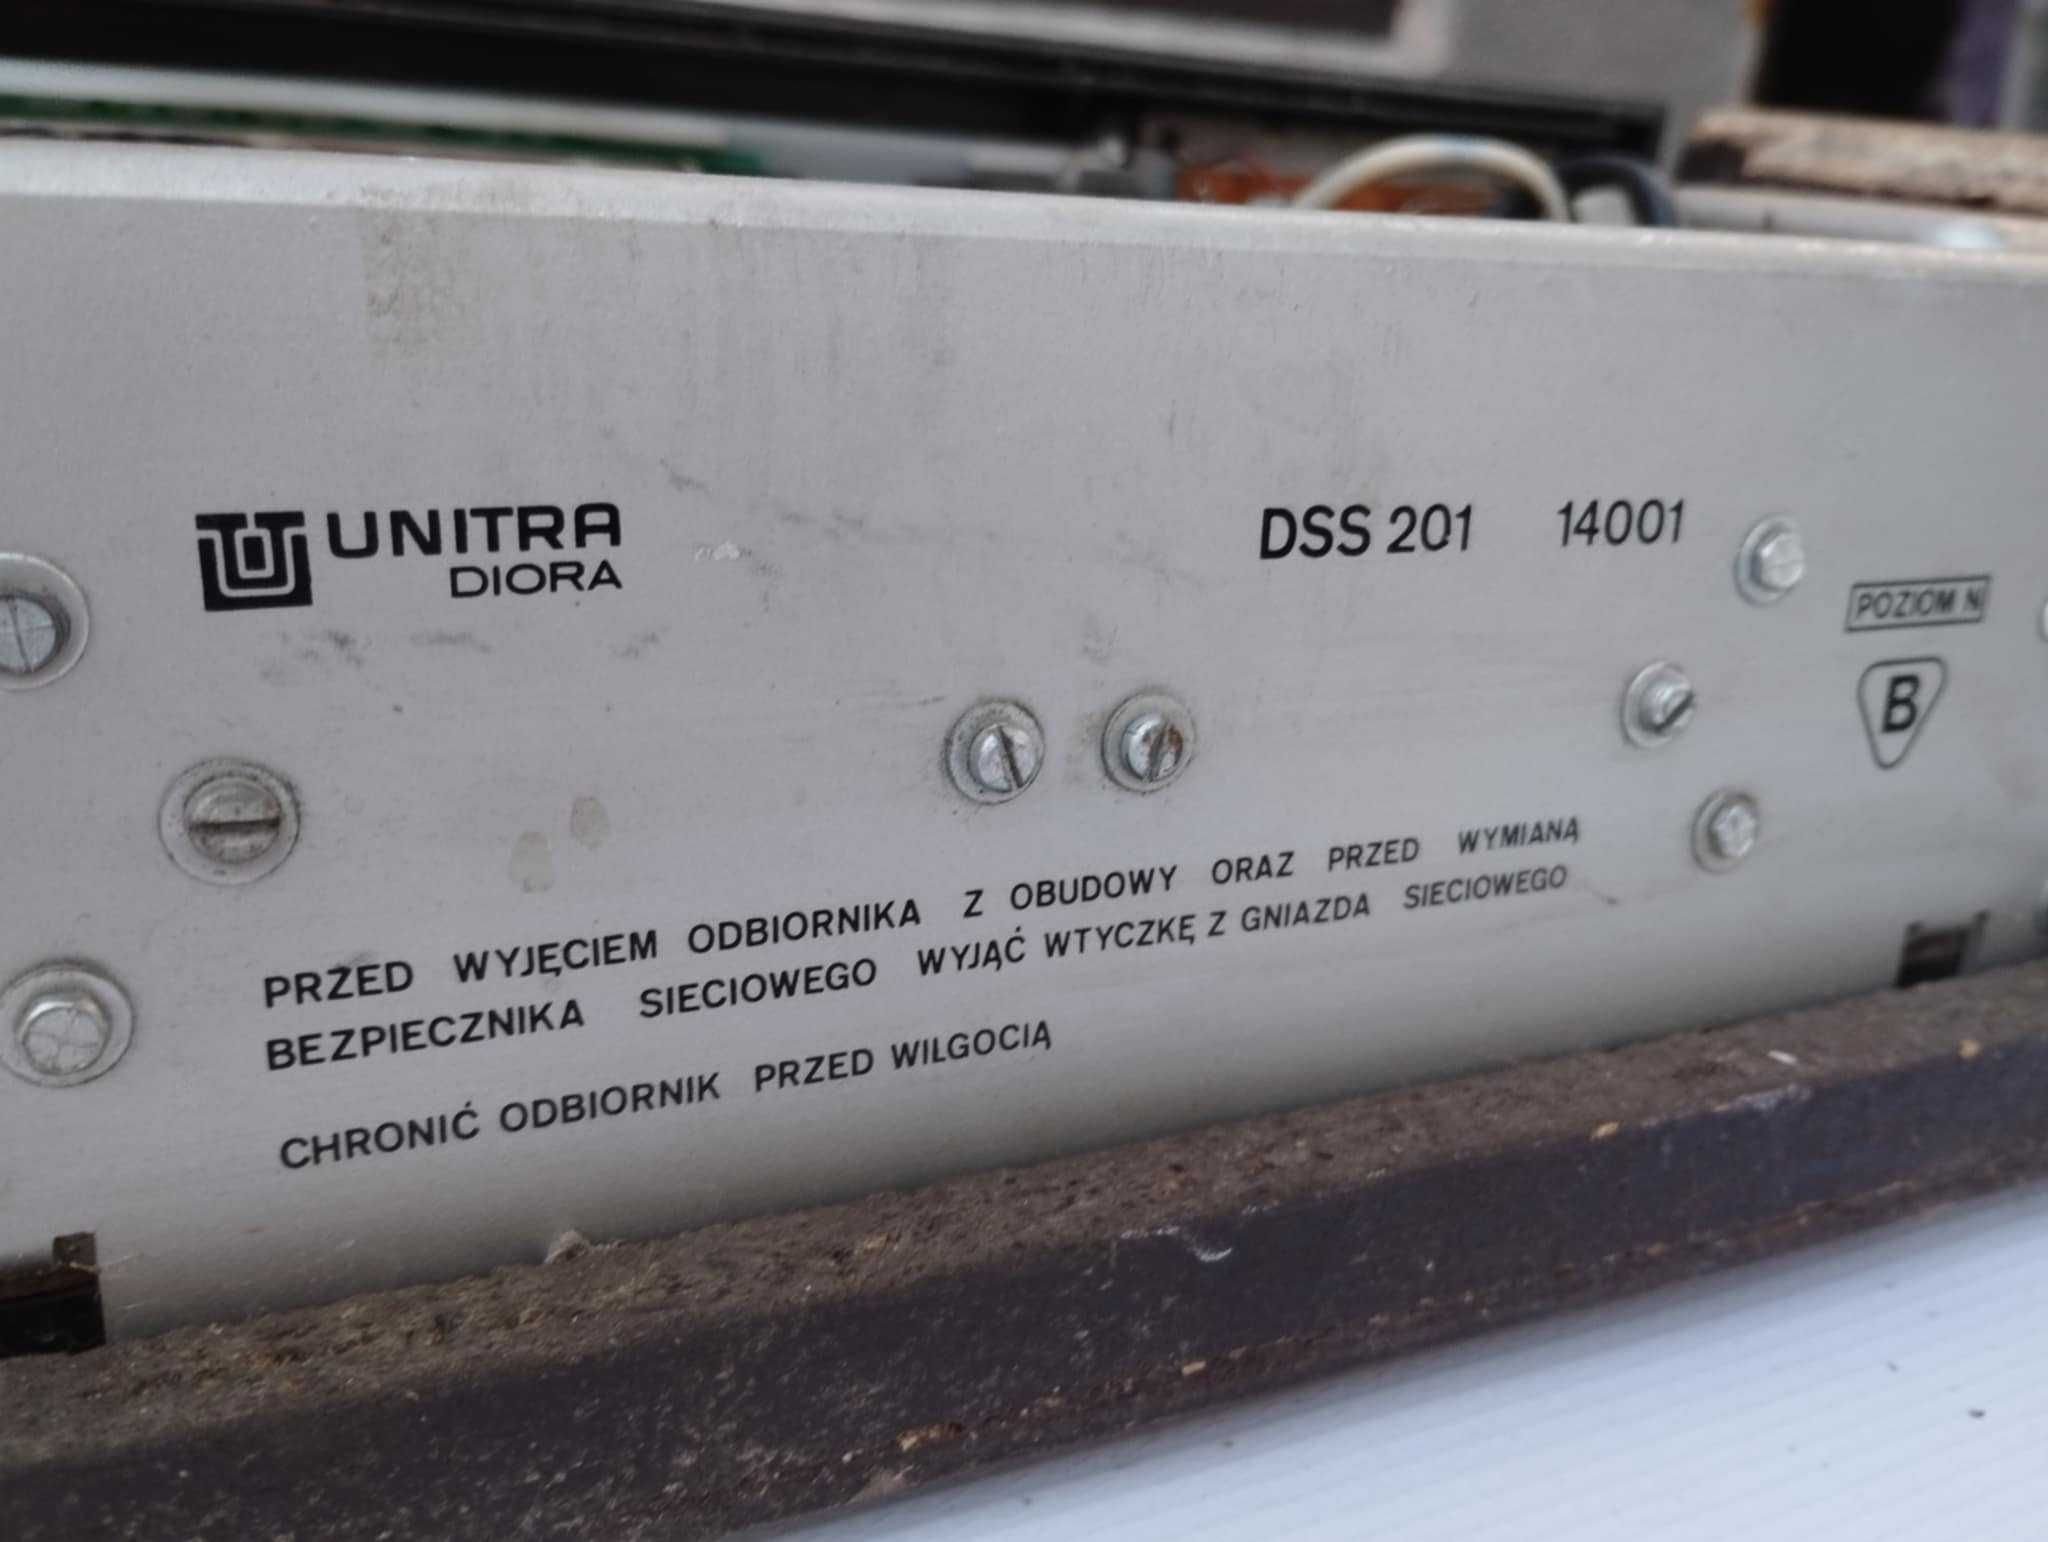 UNITRA
DIORA
DSS 201 14001
POZIOM N
B
PRZED WYJĘCIEM ODBIORNIKA Z OBUDOWY ORAZ PRZED WYMIANĄ
BEZPIECZNIKA SIECIOWEGO WYJĄĆ WTYCZKĘ Z GNIAZDA SIECIOWEGO
CHRONIĆ ODBIORNIK PRZED WILGOCIĄ